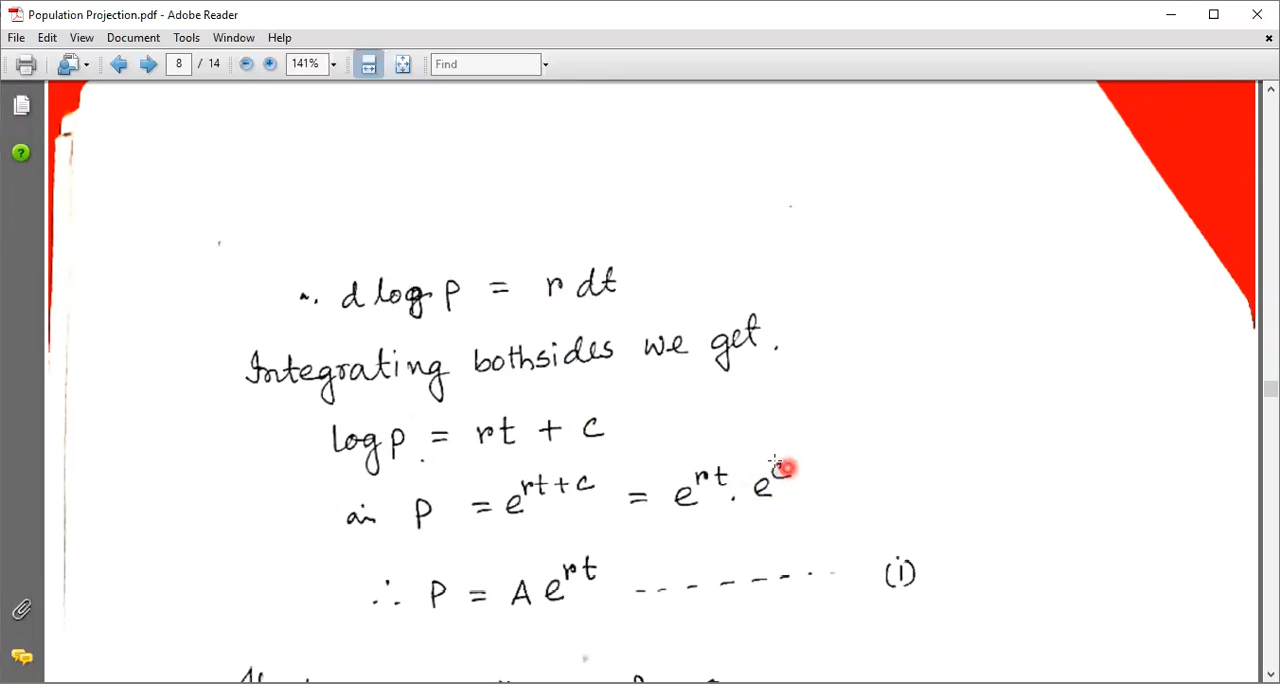 Population Projection.pdf - Adobe Reader
File Edit View Document Tools Window Help
8 / 14 141% Find
∴ d log p = r dt
Integrating bothsides we get.
log p = rt + c
P = e^{rt+c} = e^{rt} . e^{c}
∴ P = A e^{rt} -------- (i)